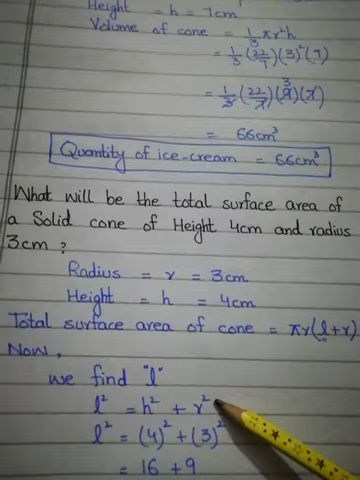 Height = h = 7cm
Volume of cone = 1/3 πr²h
= 1/3 (22/7) (3)² (7)
= 1/3 (22/7) (9) (7)
3
= 66cm³
Quantity of ice-cream = 66cm³
What will be the total surface area of
a Solid cone of Height 4cm and radius
3cm?
Radius = r = 3cm
Height = h = 4cm
Total surface area of cone = πr(l+r)
Now,
we find "l"
l² = h² + r²
l² = (4)² + (3)²
= 16 + 9